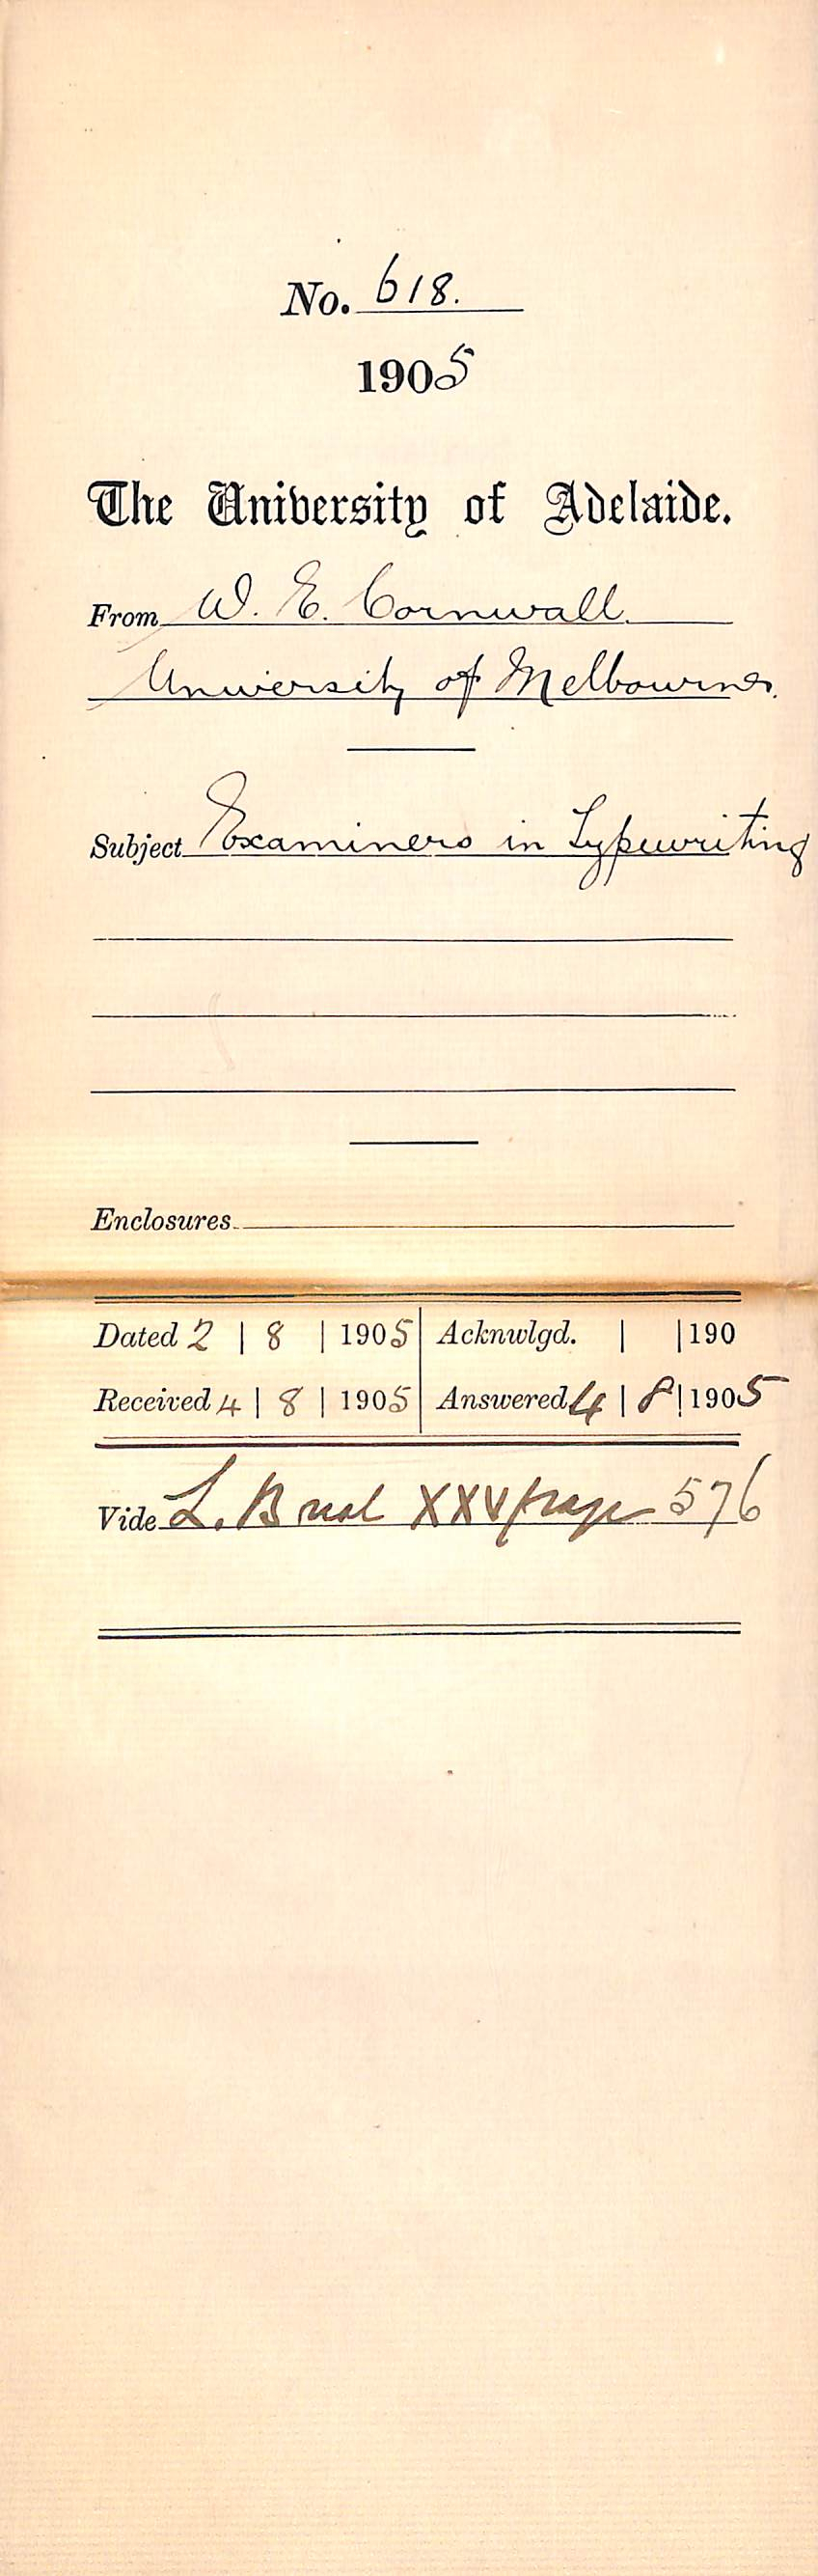 No. 618.
1905
The University of Adelaide.
From W. E. Cornwall.
University of Melbourne.
Subject Examiners in Typewriting
Enclosures
Dated 2 | 8 | 1905 | Acknwlgd. | | 190
Received 4 | 8 | 1905 | Answered 4 | 8 | 1905
Vide L. B vol XXV page 576